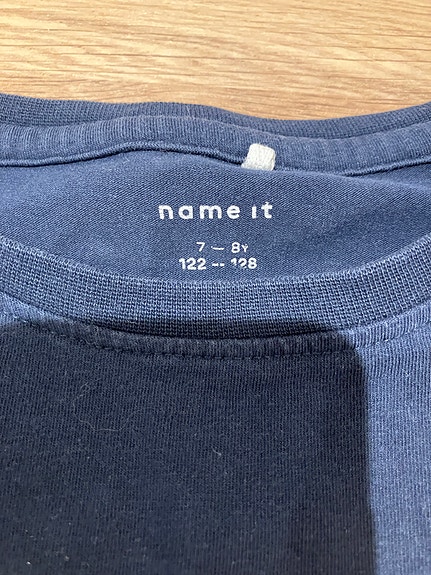 name it
7 — 8Y
122 -- 128